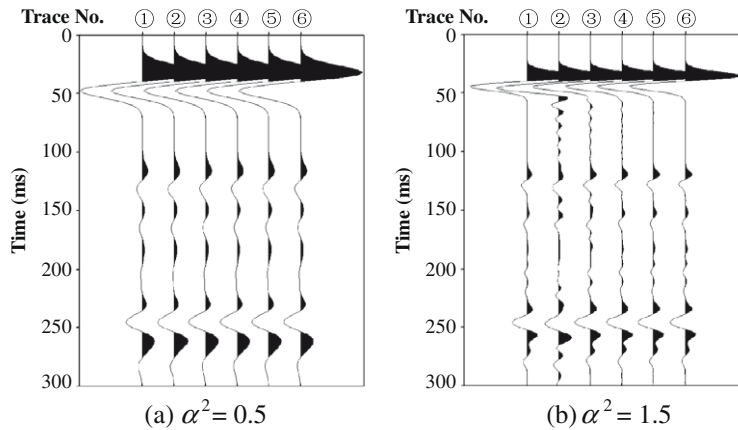 Trace No. ① ② ③ ④ ⑤ ⑥
0
50
100
150
200
250
300
Time (ms)
(a) α² = 0.5
Trace No. ① ② ③ ④ ⑤ ⑥
0
50
100
150
200
250
300
Time (ms)
(b) α² = 1.5